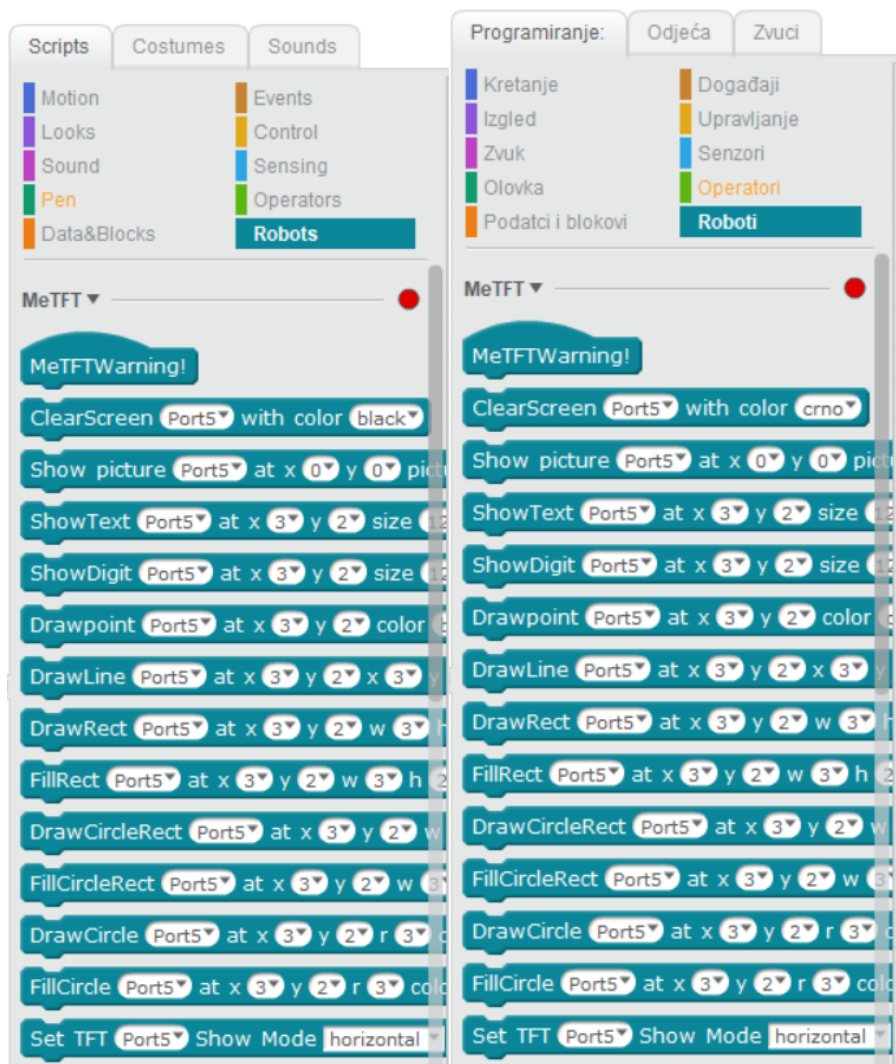 Scripts Costumes Sounds
Motion Events
Looks Control
Sound Sensing
Pen Operators
Data&Blocks Robots
MeTFT
MeTFTWarning!
ClearScreen Port5 with color black
Show picture Port5 at x 0 y 0
ShowText Port5 at x 3 y 2 size
ShowDigit Port5 at x 3 y 2 size
Drawpoint Port5 at x 3 y 2 color
DrawLine Port5 at x 3 y 2 x 3 y
DrawRect Port5 at x 3 y 2 w 3 h
FillRect Port5 at x 3 y 2 w 3 h 2
DrawCircleRect Port5 at x 3 y 2 w
FillCircleRect Port5 at x 3 y 2 w 3
DrawCircle Port5 at x 3 y 2 r 3
FillCircle Port5 at x 3 y 2 r 3
Set TFT Port5 Show Mode horizontal
Programiranje: Odjeća Zvuci
Kretanje Događaji
Izgled Upravljanje
Zvuk Senzori
Olovka Operatori
Podatci i blokovi Roboti
MeTFT
MeTFTWarning!
ClearScreen Port5 with color crno
Show picture Port5 at x 0 y 0
ShowText Port5 at x 3 y 2 size
ShowDigit Port5 at x 3 y 2 size
Drawpoint Port5 at x 3 y 2 color
DrawLine Port5 at x 3 y 2 x 3 y
DrawRect Port5 at x 3 y 2 w 3 h
FillRect Port5 at x 3 y 2 w 3 h 2
DrawCircleRect Port5 at x 3 y 2 w
FillCircleRect Port5 at x 3 y 2 w 3
DrawCircle Port5 at x 3 y 2 r 3
FillCircle Port5 at x 3 y 2 r 3
Set TFT Port5 Show Mode horizontal